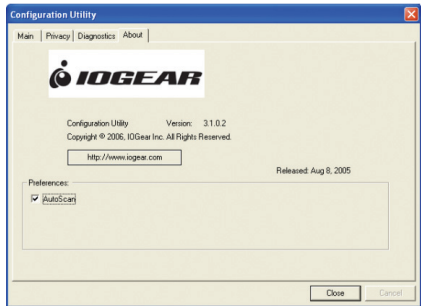 Configuration Utility
Main Privacy Diagnostics About
IOGEAR
Configuration Utility Version: 3.1.0.2
Copyright © 2006, IOGear Inc. All Rights Reserved.
http://www.iogear.com
Released: Aug 8, 2005
Preferences:
AutoScan
Close Cancel